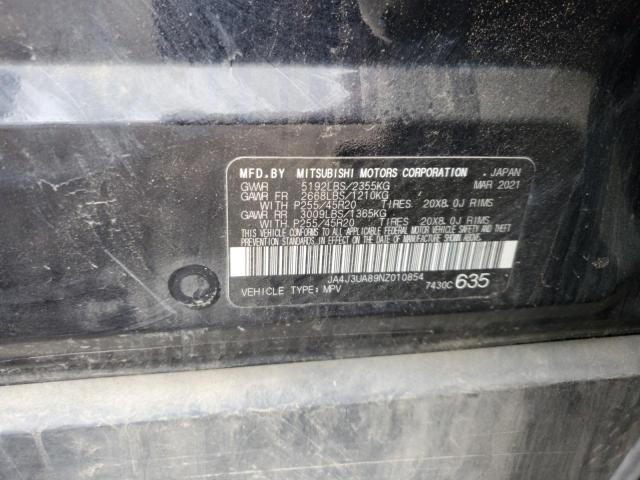 MFD.BY MITSUBISHI MOTORS CORPORATION JAPAN
GVWR 5192LBS/2355KG MAR 2021
GAWR FR 2668LBS/1210KG
WITH P255/45R20 TIRES 20X8.0J RIMS
GAWR RR 3009LBS/1365KG
WITH P255/45R20 TIRES 20X8.0J RIMS
THIS VEHICLE CONFORMS TO ALL APPLICABLE FEDERAL MOTOR VEHICLE SAFETY AND THEFT
PREVENTION STANDARDS IN EFFECT ON THE DATE OF MANUFACTURE SHOWN ABOVE.
JA4J3UA89NZ010854
VEHICLE TYPE: MPV 7430C 635